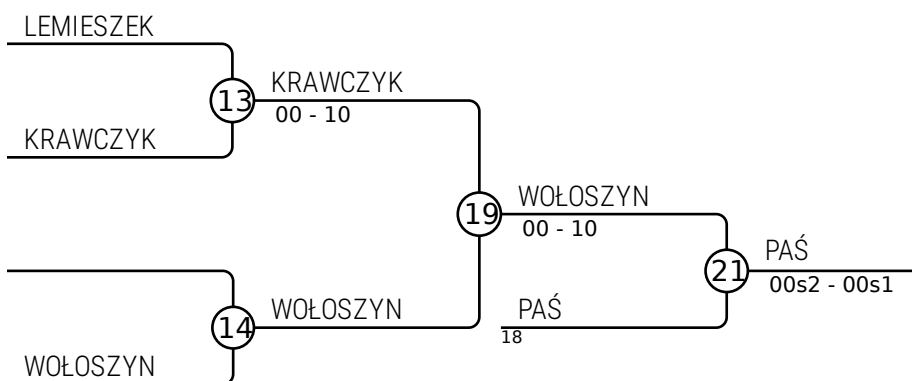 LEMIESZEK
13
KRAWCZYK
00 - 10
KRAWCZYK
19
WOŁOSZYN
00 - 10
21
PAŚ
00s2 - 00s1
14
WOŁOSZYN
PAŚ
18
WOŁOSZYN